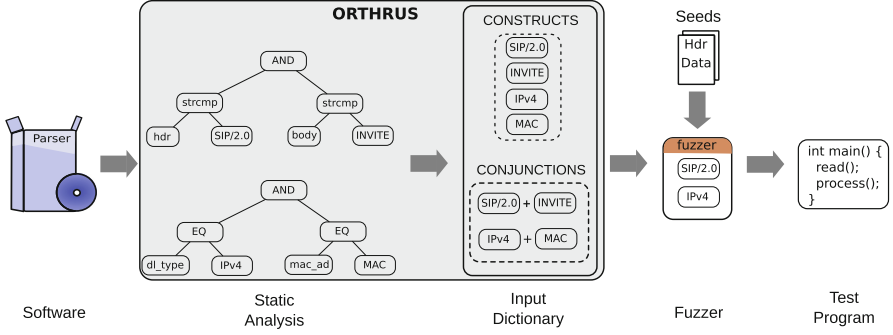 ORTHRUS
Parser
AND
strcmp
strcmp
hdr
SIP/2.0
body
INVITE
AND
EQ
EQ
dl_type
IPv4
mac_ad
MAC
CONSTRUCTS
SIP/2.0
INVITE
IPv4
MAC
CONJUNCTIONS
SIP/2.0 + INVITE
IPv4 + MAC
Seeds
Hdr
Data
fuzzer
SIP/2.0
IPv4
int main() {
read();
process();
}
Software
Static
Analysis
Input
Dictionary
Fuzzer
Test
Program